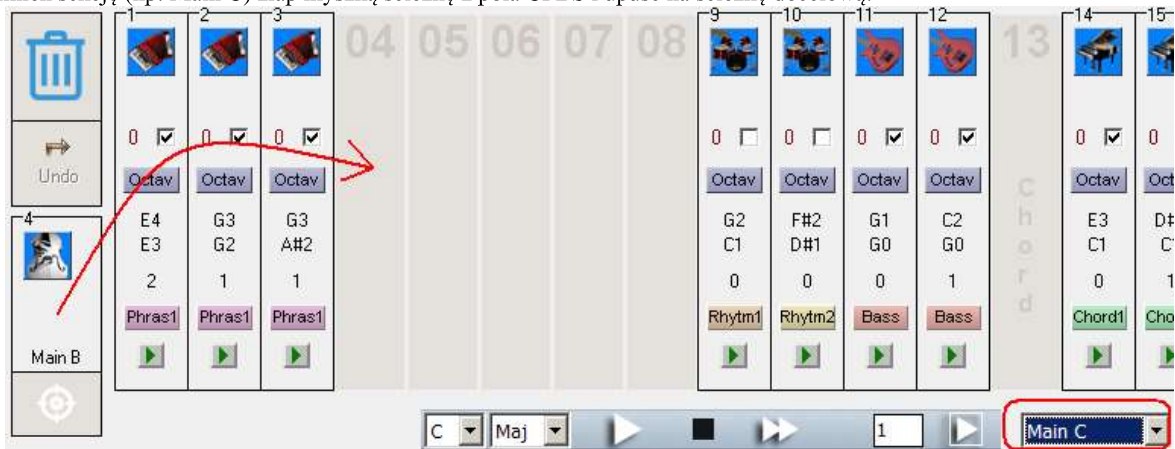 1 2 3 04 05 06 07 08 9 10 11 12 13 14 15
0 0 0 0 0 0 0 0 0
Undo Octav Octav Octav Octav Octav Octav Octav Chord Octav
4 E4 G3 G3 G2 F#2 G1 C2 E3
E3 G2 A#2 C1 D#1 G0 G0 C1
2 1 1 0 0 0 1 0 1
Phras1 Phras1 Phras1 Rhytm1 Rhytm2 Bass Bass Chord1
Main B
C Maj 1 Main C